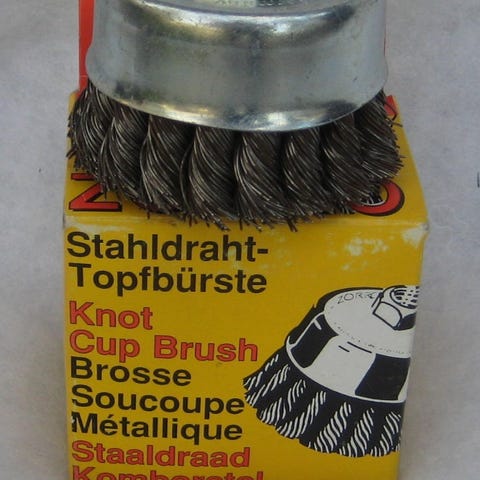 Stahldraht-
Topfbürste
Knot
Cup Brush
Brosse
Soucoupe
Métallique
Staaldraad